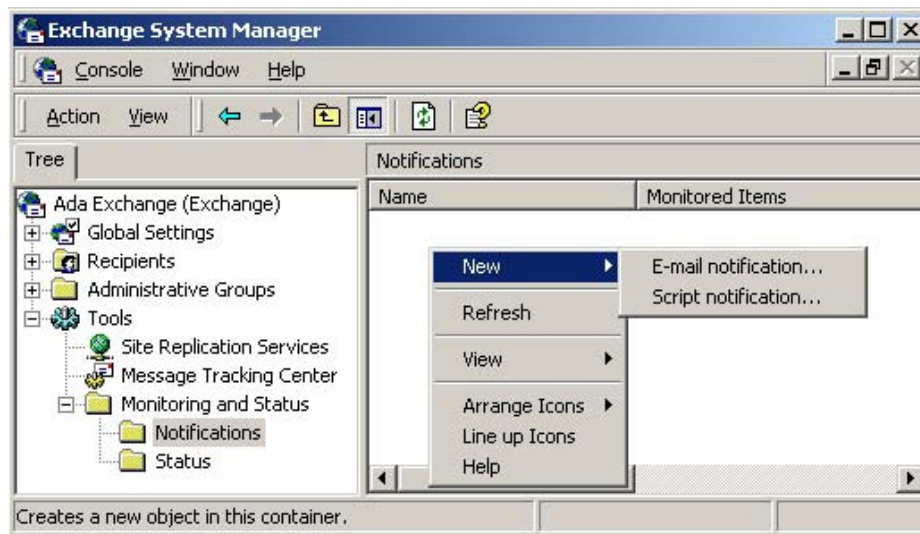 Exchange System Manager
Console Window Help
Action View
Tree
Notifications
Name Monitored Items
Ada Exchange (Exchange)
Global Settings
Recipients
Administrative Groups
Tools
Site Replication Services
Message Tracking Center
Monitoring and Status
Notifications
Status
New
Refresh
View
Arrange Icons
Line up Icons
Help
E-mail notification...
Script notification...
Creates a new object in this container.